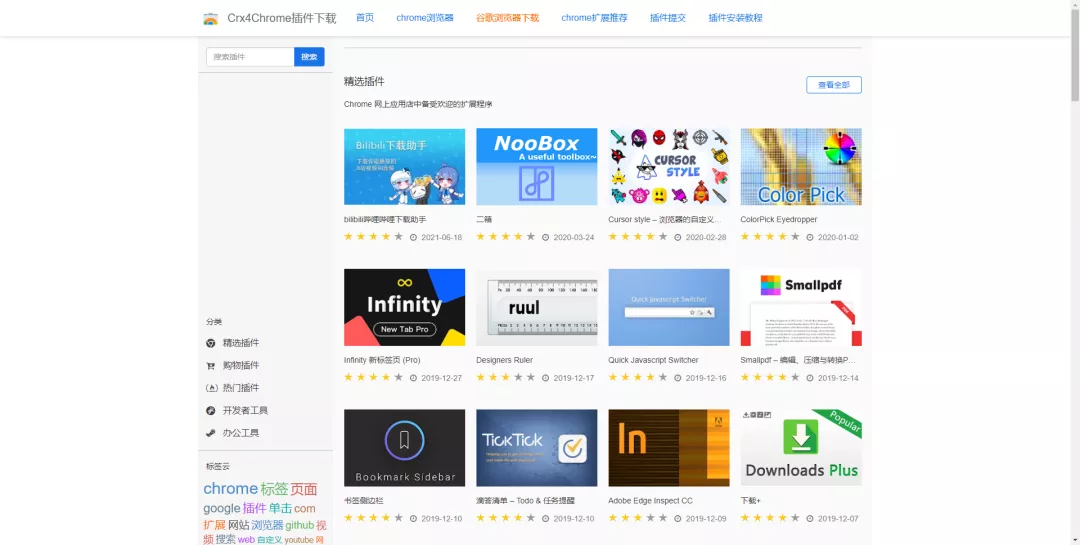 Crx4Chrome插件下载 首页 chrome浏览器 谷歌浏览器下载 chrome扩展推荐 插件提交 插件安装教程
搜索插件 搜索
分类
精选插件
购物插件
热门插件
开发者工具
办公工具
标签云
chrome 标签 页面
google 插件 单击 com
扩展 网站 浏览器 github 视
频 搜索 web 自定义 youtube 网
精选插件 查看全部
Chrome 网上应用店中备受欢迎的扩展程序
Bilibili下载助手
NooBox
A useful toolbox~
CURSOR
STYLE
Color Pick
bilibili哔哩哔哩下载助手 二箱 Cursor style – 浏览器的自定义... ColorPick Eyedropper
2021-06-18 2020-03-24 2020-02-28 2020-01-02
Infinity
New Tab Pro
ruul
Quick Javascript Switcher
Smallpdf
Infinity 新标签页 (Pro) Designers Ruler Quick Javascript Switcher Smallpdf – 编辑、压缩与转换P...
2019-12-27 2019-12-17 2019-12-16 2019-12-14
Bookmark Sidebar
TickTick
In
Popular
Downloads Plus
书签侧边栏 滴答清单 – Todo & 任务提醒 Adobe Edge Inspect CC 下载+
2019-12-10 2019-12-10 2019-12-09 2019-12-07